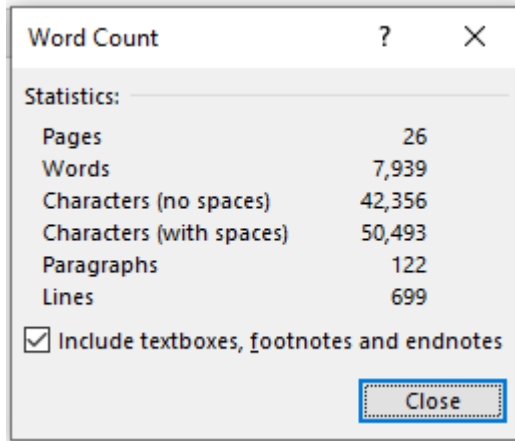 Word Count ? ×
Statistics:
Pages 26
Words 7,939
Characters (no spaces) 42,356
Characters (with spaces) 50,493
Paragraphs 122
Lines 699
Include textboxes, footnotes and endnotes
Close